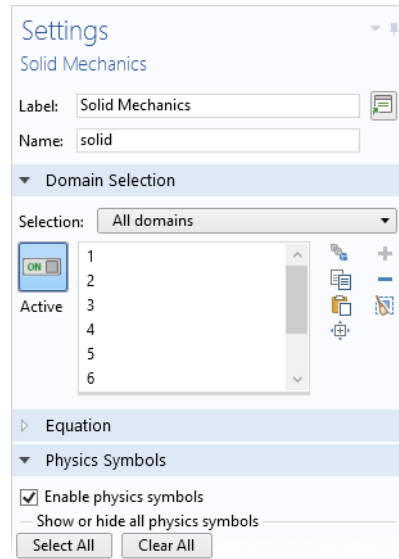 Settings
Solid Mechanics
Label: Solid Mechanics
Name: solid
Domain Selection
Selection: All domains
ON
Active
1
2
3
4
5
6
Equation
Physics Symbols
Enable physics symbols
Show or hide all physics symbols
Select All Clear All